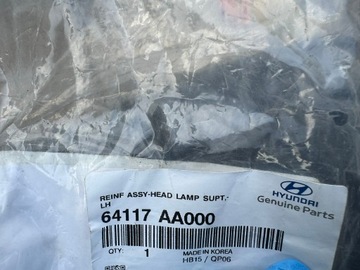 REINF ASSY-HEAD LAMP SUPT,
LH
64117 AA000
HYUNDAI
Genuine Parts
QTY: 1
MADE IN KOREA
HB15 / QP06